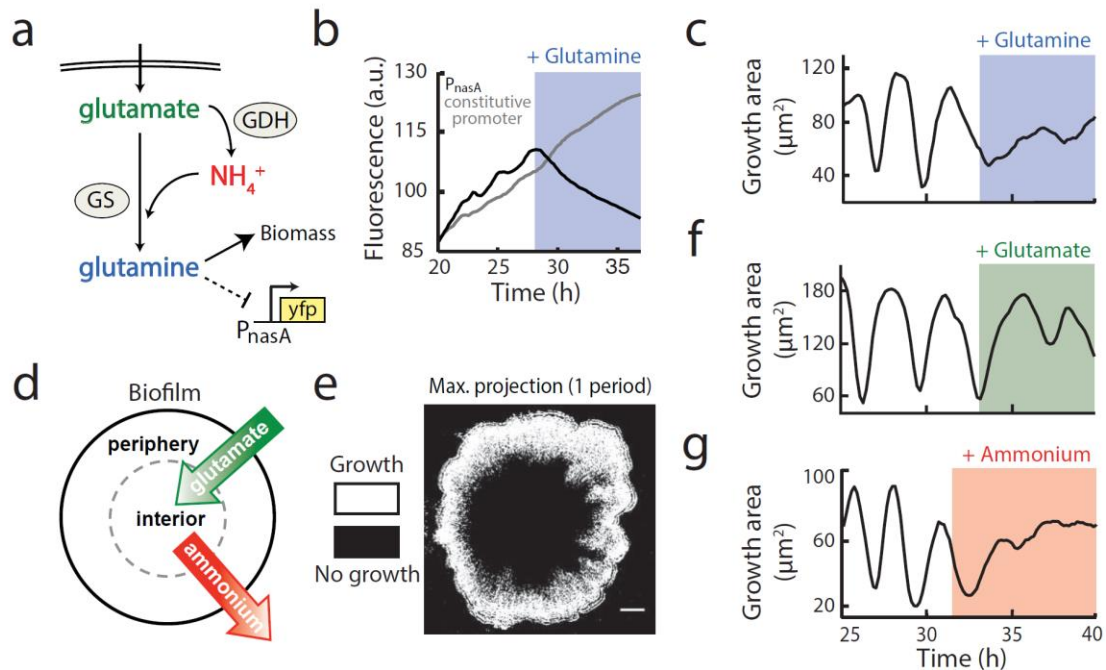 a
glutamate
GDH
NH4+
GS
glutamine
Biomass
PnasA
yfp
b
+ Glutamine
Fluorescence (a.u.)
130
115
100
85
PnasA
constitutive
promoter
20
25
30
35
Time (h)
c
+ Glutamine
Growth area
(µm²)
120
80
40
d
Biofilm
periphery
glutamate
interior
ammonium
e
Max. projection (1 period)
Growth
No growth
f
+ Glutamate
Growth area
(µm²)
180
120
60
g
+ Ammonium
Growth area
(µm²)
100
60
20
25
30
35
40
Time (h)